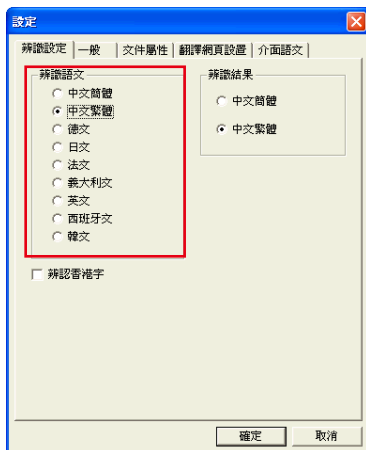 設定
辨識設定 一般 文件屬性 翻譯網頁設置 介面語文
辨識語文
中文簡體
中文繁體
德文
日文
法文
義大利文
英文
西班牙文
韓文
辨識結果
中文簡體
中文繁體
辨認香港字
確定 取消